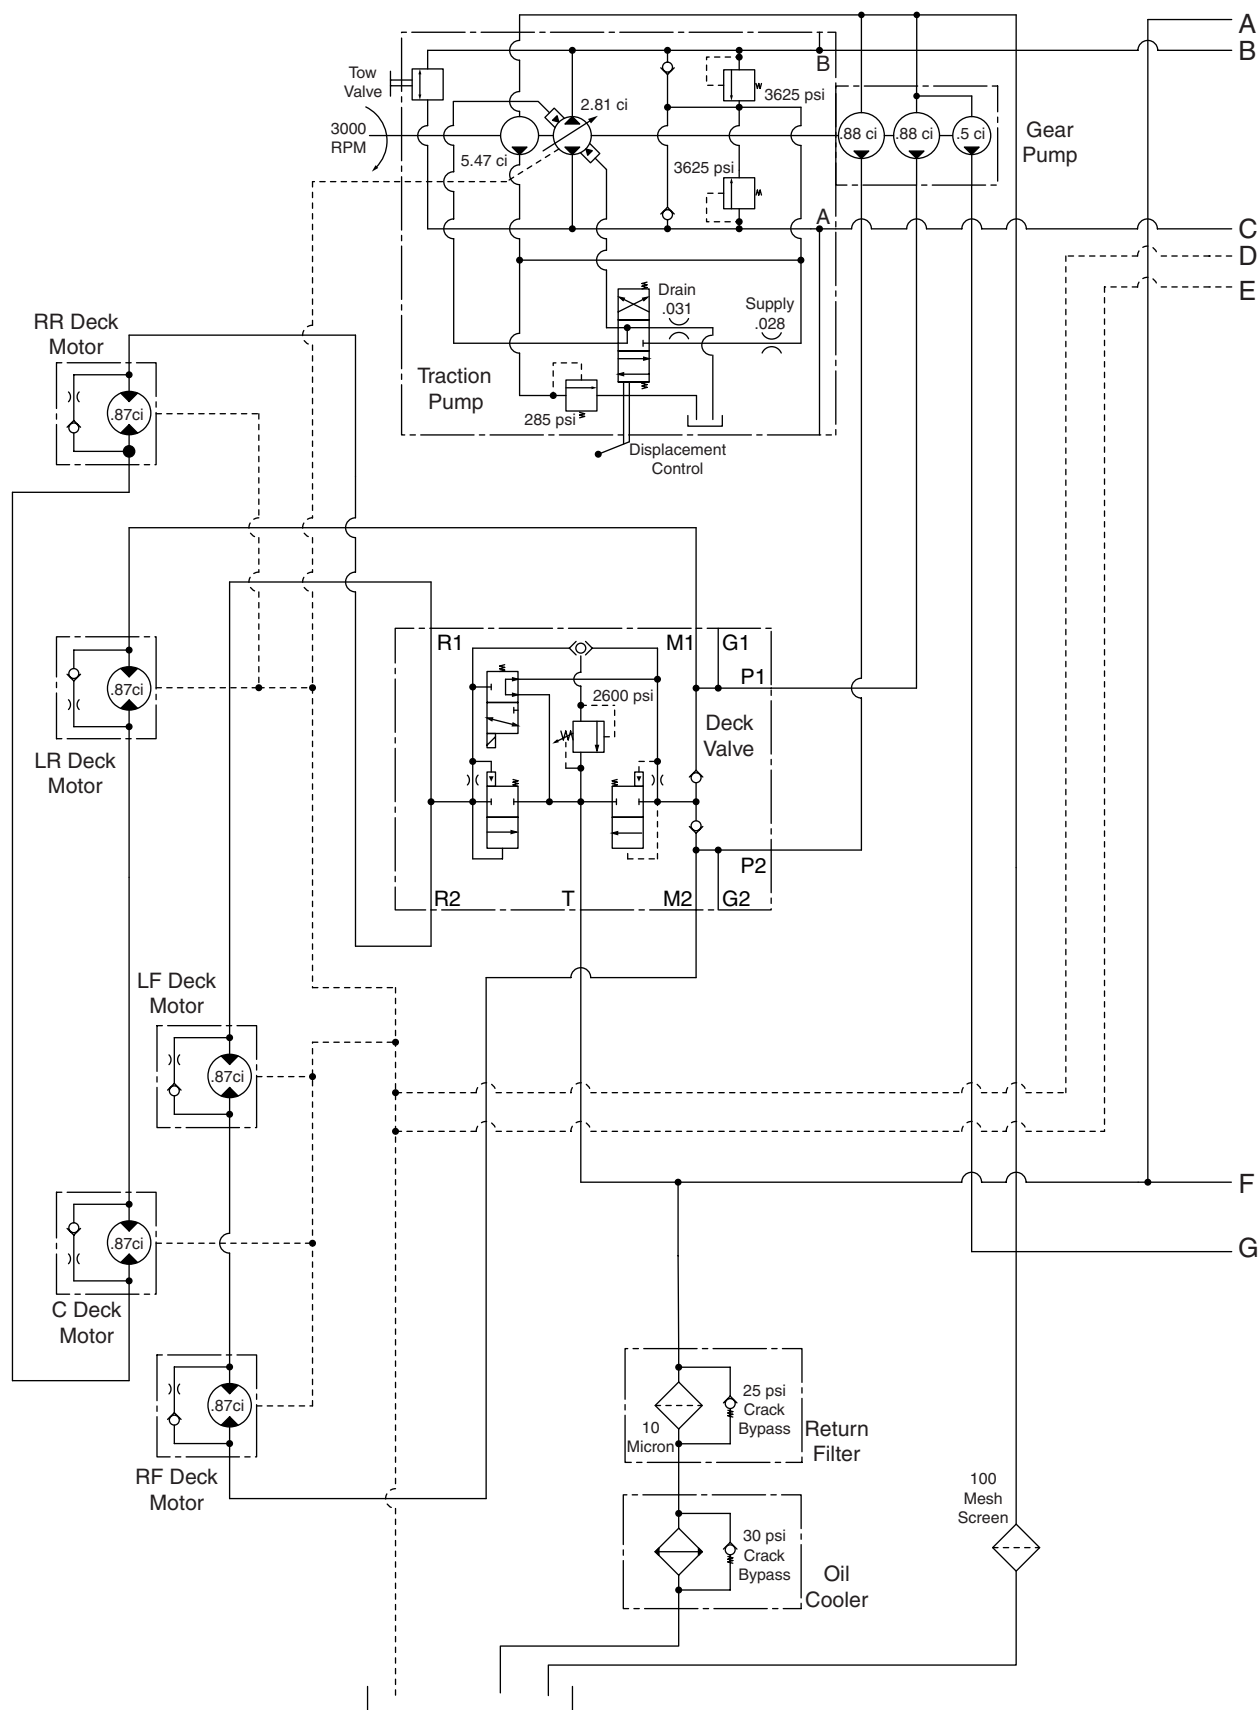 A
B
B
Tow
Valve
3625 psi
2.81 ci
3000
RPM
.88 ci
.88 ci
.5 ci
Gear
Pump
5.47 ci
3625 psi
A
C
D
E
Drain
.031
Supply
.028
RR Deck
Motor
Traction
Pump
.87ci
285 psi
Displacement
Control
R1
M1
G1
P1
.87ci
2600 psi
Deck
Valve
LR Deck
Motor
P2
R2
T
M2
G2
LF Deck
Motor
.87ci
F
.87ci
G
C Deck
Motor
.87ci
25 psi
Crack
Bypass
10
Micron
Return
Filter
RF Deck
Motor
100
Mesh
Screen
30 psi
Crack
Bypass
Oil
Cooler